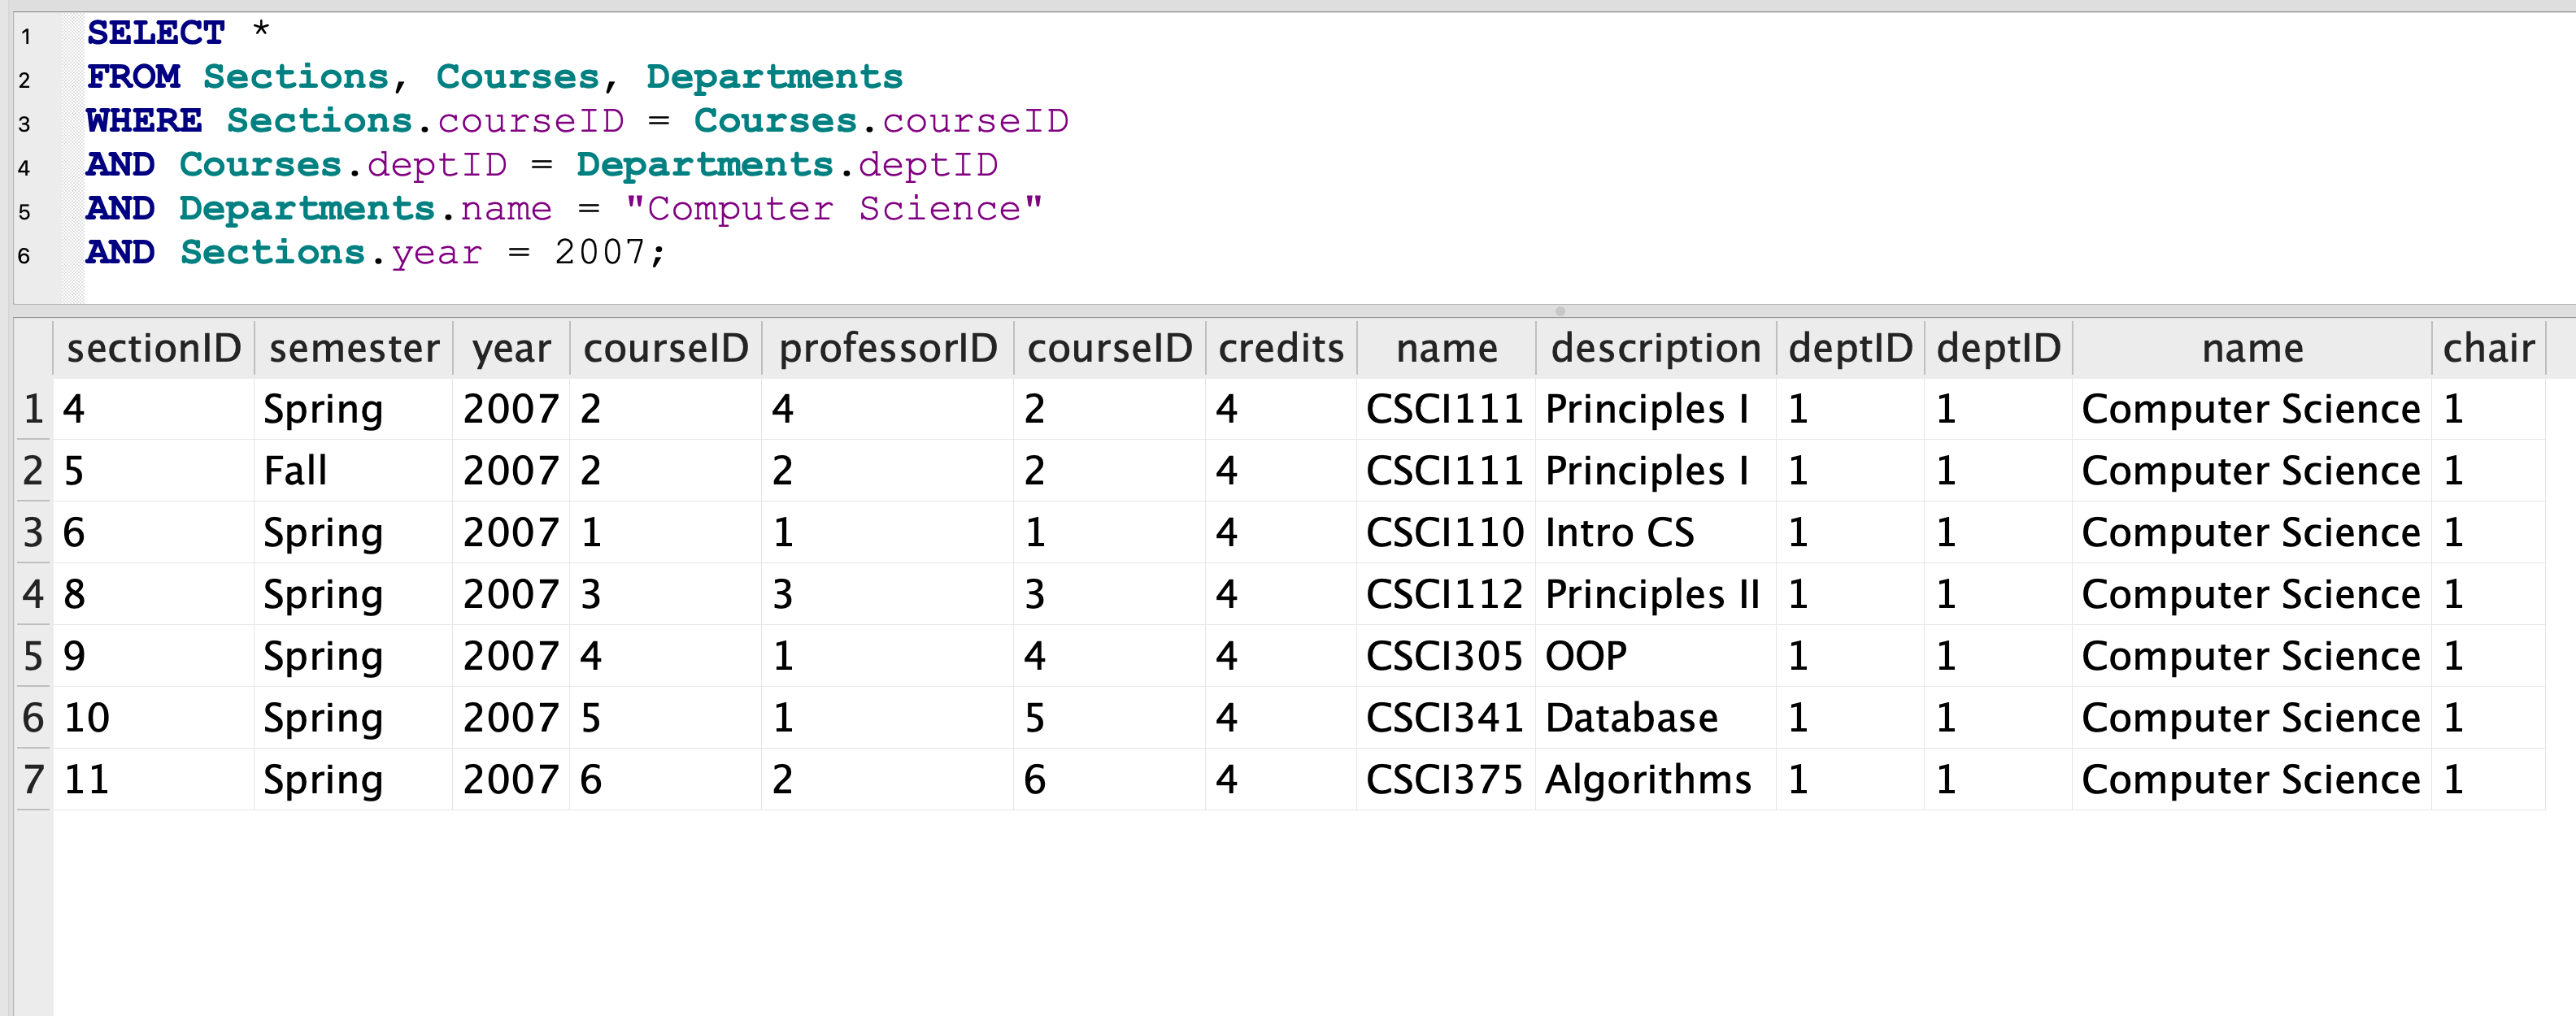 1 SELECT *
2 FROM Sections, Courses, Departments
3 WHERE Sections.courseID = Courses.courseID
4 AND Courses.deptID = Departments.deptID
5 AND Departments.name = "Computer Science"
6 AND Sections.year = 2007;
sectionID semester year courseID professorID courseID credits name description deptID deptID name chair
1 4 Spring 2007 2 4 2 4 CSCI111 Principles I 1 1 Computer Science 1
2 5 Fall 2007 2 2 2 4 CSCI111 Principles I 1 1 Computer Science 1
3 6 Spring 2007 1 1 1 4 CSCI110 Intro CS 1 1 Computer Science 1
4 8 Spring 2007 3 3 3 4 CSCI112 Principles II 1 1 Computer Science 1
5 9 Spring 2007 4 1 4 4 CSCI305 OOP 1 1 Computer Science 1
6 10 Spring 2007 5 1 5 4 CSCI341 Database 1 1 Computer Science 1
7 11 Spring 2007 6 2 6 4 CSCI375 Algorithms 1 1 Computer Science 1